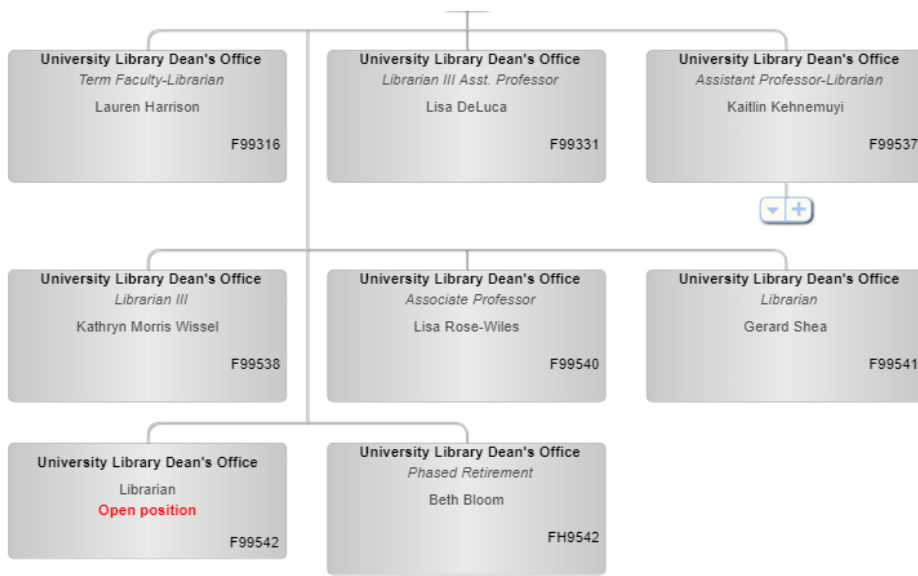 University Library Dean's Office
Term Faculty-Librarian
Lauren Harrison
F99316
University Library Dean's Office
Librarian III Asst. Professor
Lisa DeLuca
F99331
University Library Dean's Office
Assistant Professor-Librarian
Kaitlin Kehnemuyi
F99537
University Library Dean's Office
Librarian III
Kathryn Morris Wissel
F99538
University Library Dean's Office
Associate Professor
Lisa Rose-Wiles
F99540
University Library Dean's Office
Librarian
Gerard Shea
F99541
University Library Dean's Office
Librarian
Open position
F99542
University Library Dean's Office
Phased Retirement
Beth Bloom
FH9542